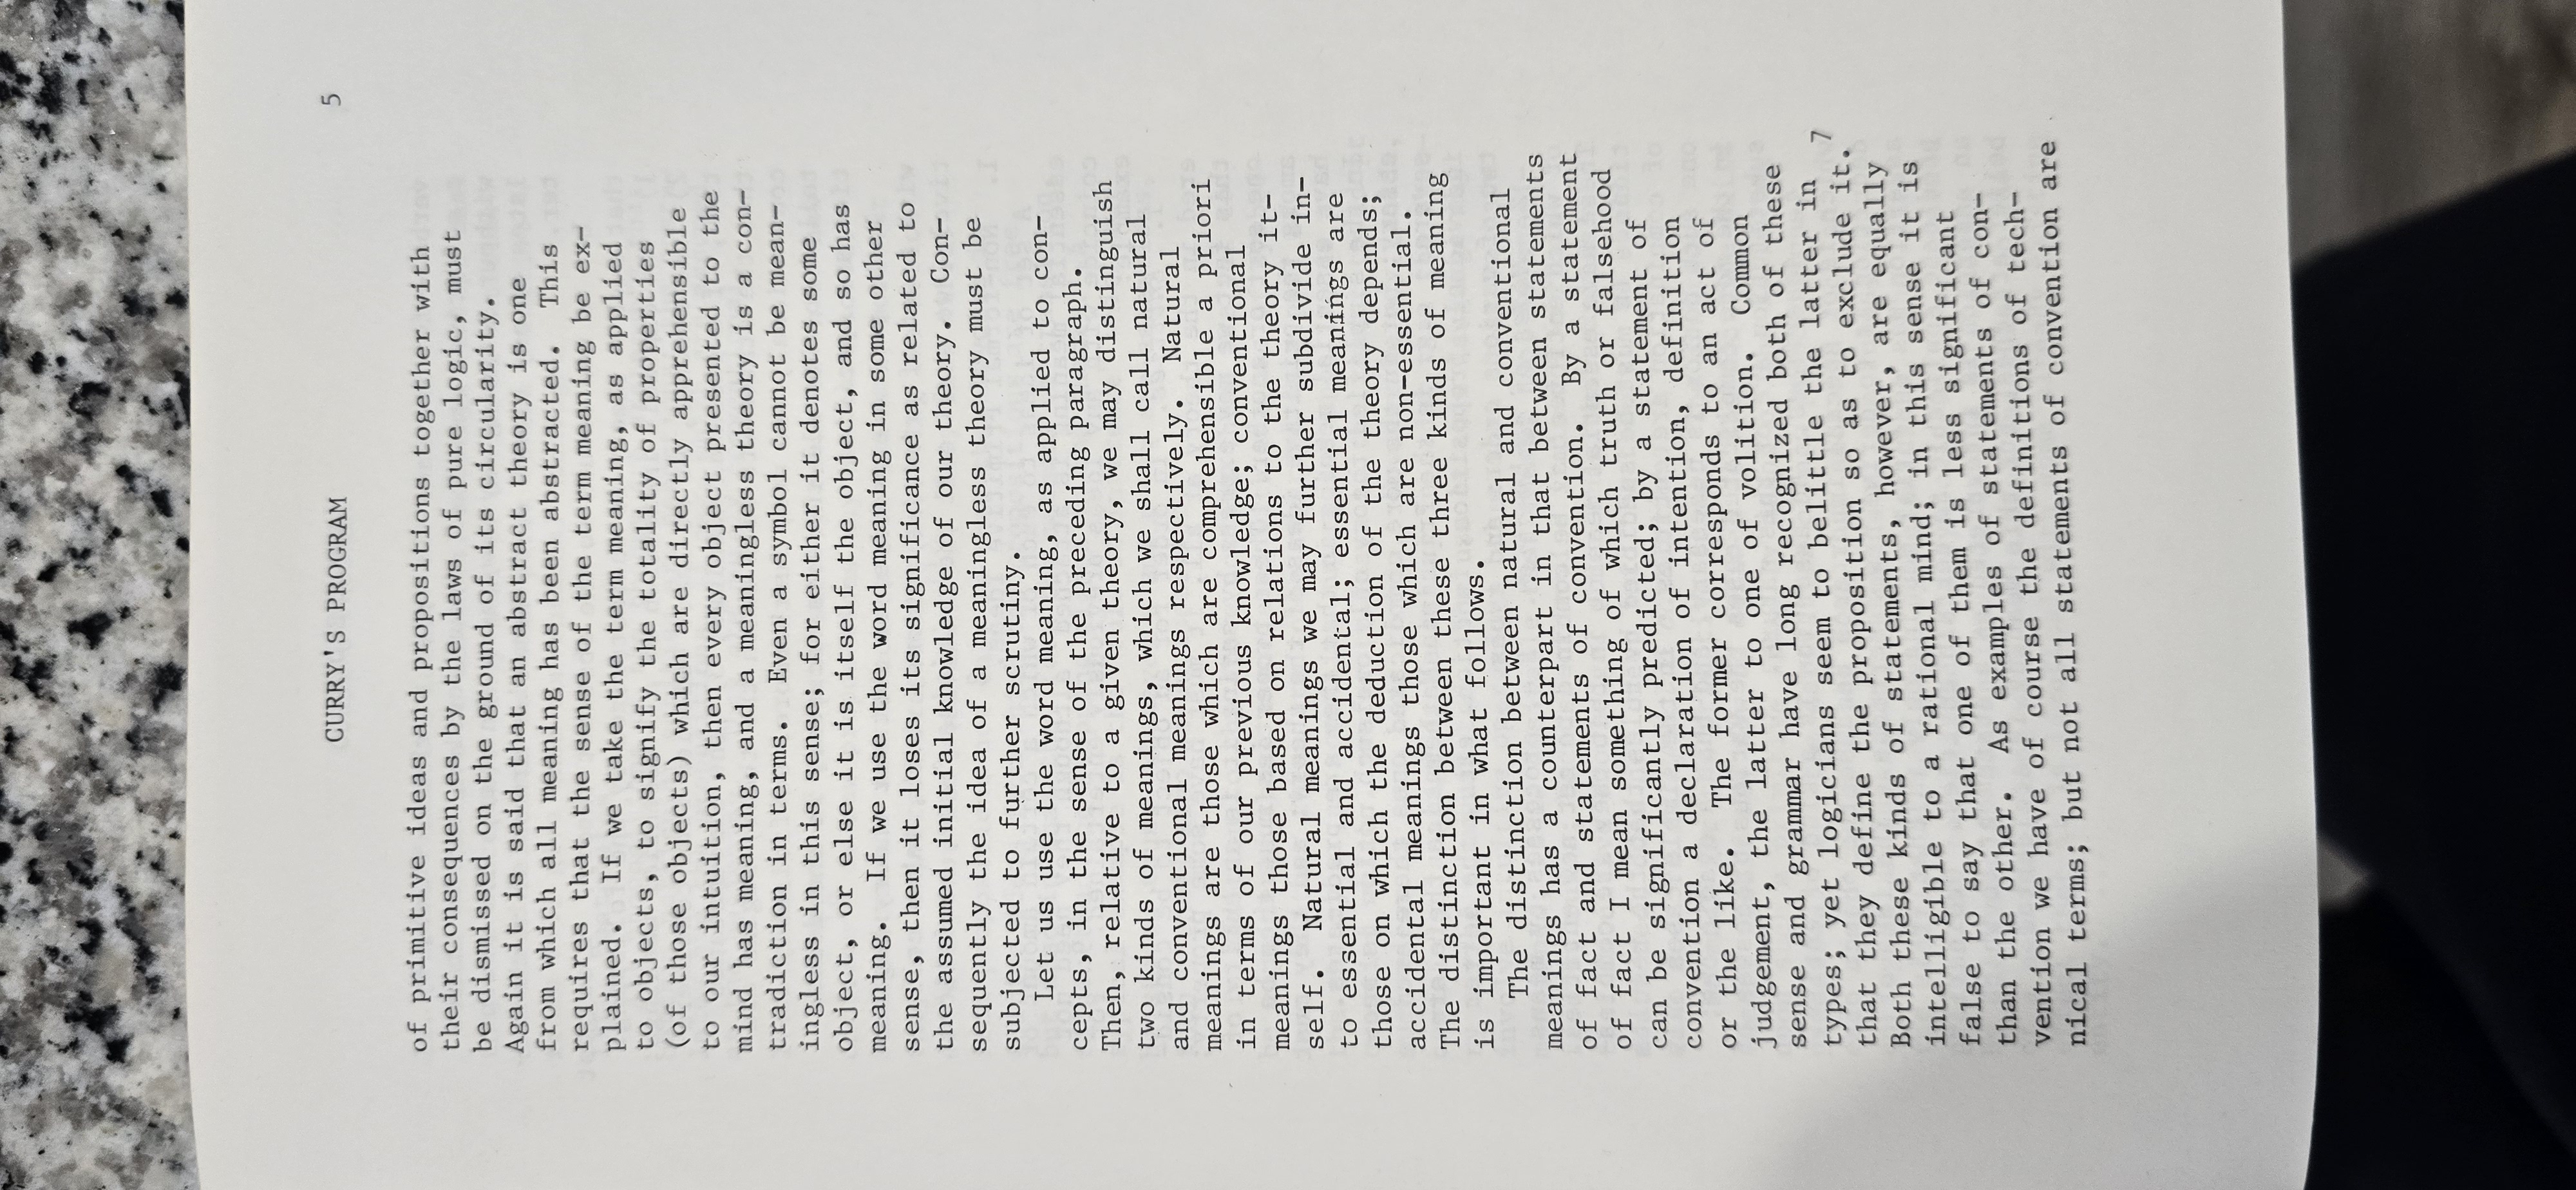 CURRY'S PROGRAM 5
of primitive ideas and propositions together with
their consequences by the laws of pure logic, must
be dismissed on the ground of its circularity.
Again it is said that an abstract theory is one
from which all meaning has been abstracted. This
requires that the sense of the term meaning be ex-
plained. If we take the term meaning, as applied
to objects, to signify the totality of properties
(of those objects) which are directly apprehensible
to our intuition, then every object presented to the
mind has meaning, and a meaningless theory is a con-
tradiction in terms. Even a symbol cannot be mean-
ingless in this sense; for either it denotes some
object, or else it is itself the object, and so has
meaning. If we use the word meaning in some other
sense, then it loses its significance as related to
the assumed initial knowledge of our theory. Con-
sequently the idea of a meaningless theory must be
subjected to further scrutiny.
Let us use the word meaning, as applied to con-
cepts, in the sense of the preceding paragraph.
Then, relative to a given theory, we may distinguish
two kinds of meanings, which we shall call natural
and conventional meanings respectively. Natural
meanings are those which are comprehensible a priori
in terms of our previous knowledge; conventional
meanings those based on relations to the theory it-
self. Natural meanings we may further subdivide in-
to essential and accidental; essential meanings are
those on which the deduction of the theory depends;
accidental meanings those which are non-essential.
The distinction between these three kinds of meaning
is important in what follows.
The distinction between natural and conventional
meanings has a counterpart in that between statements
of fact and statements of convention. By a statement
of fact I mean something of which truth or falsehood
can be significantly predicted; by a statement of
convention a declaration of intention, definition
or the like. The former corresponds to an act of
judgement, the latter to one of volition. Common
sense and grammar have long recognized both of these
types; yet logicians seem to belittle the latter in
that they define the proposition so as to exclude it.7
Both these kinds of statements, however, are equally
intelligible to a rational mind; in this sense it is
false to say that one of them is less significant
than the other. As examples of statements of con-
vention we have of course the definitions of tech-
nical terms; but not all statements of convention are